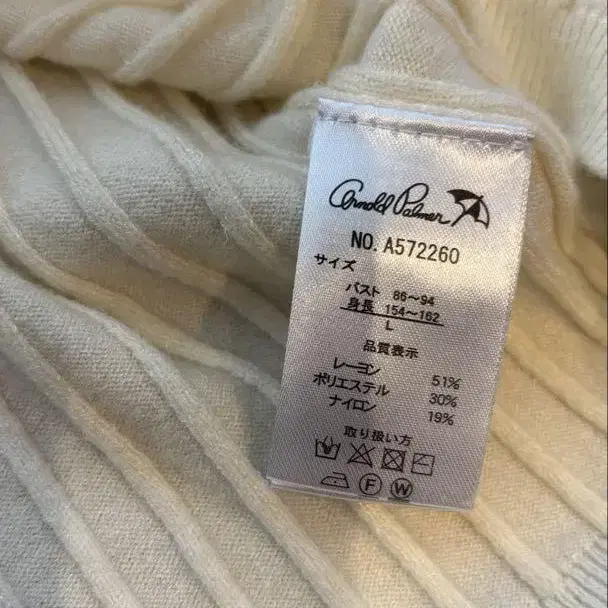 Arnold Palmer
NO. A572260
サイズ
バスト 86～94
身長 154～162
L
品質表示
レーヨン 51%
ポリエステル 30%
ナイロン 19%
取り扱い方
F W